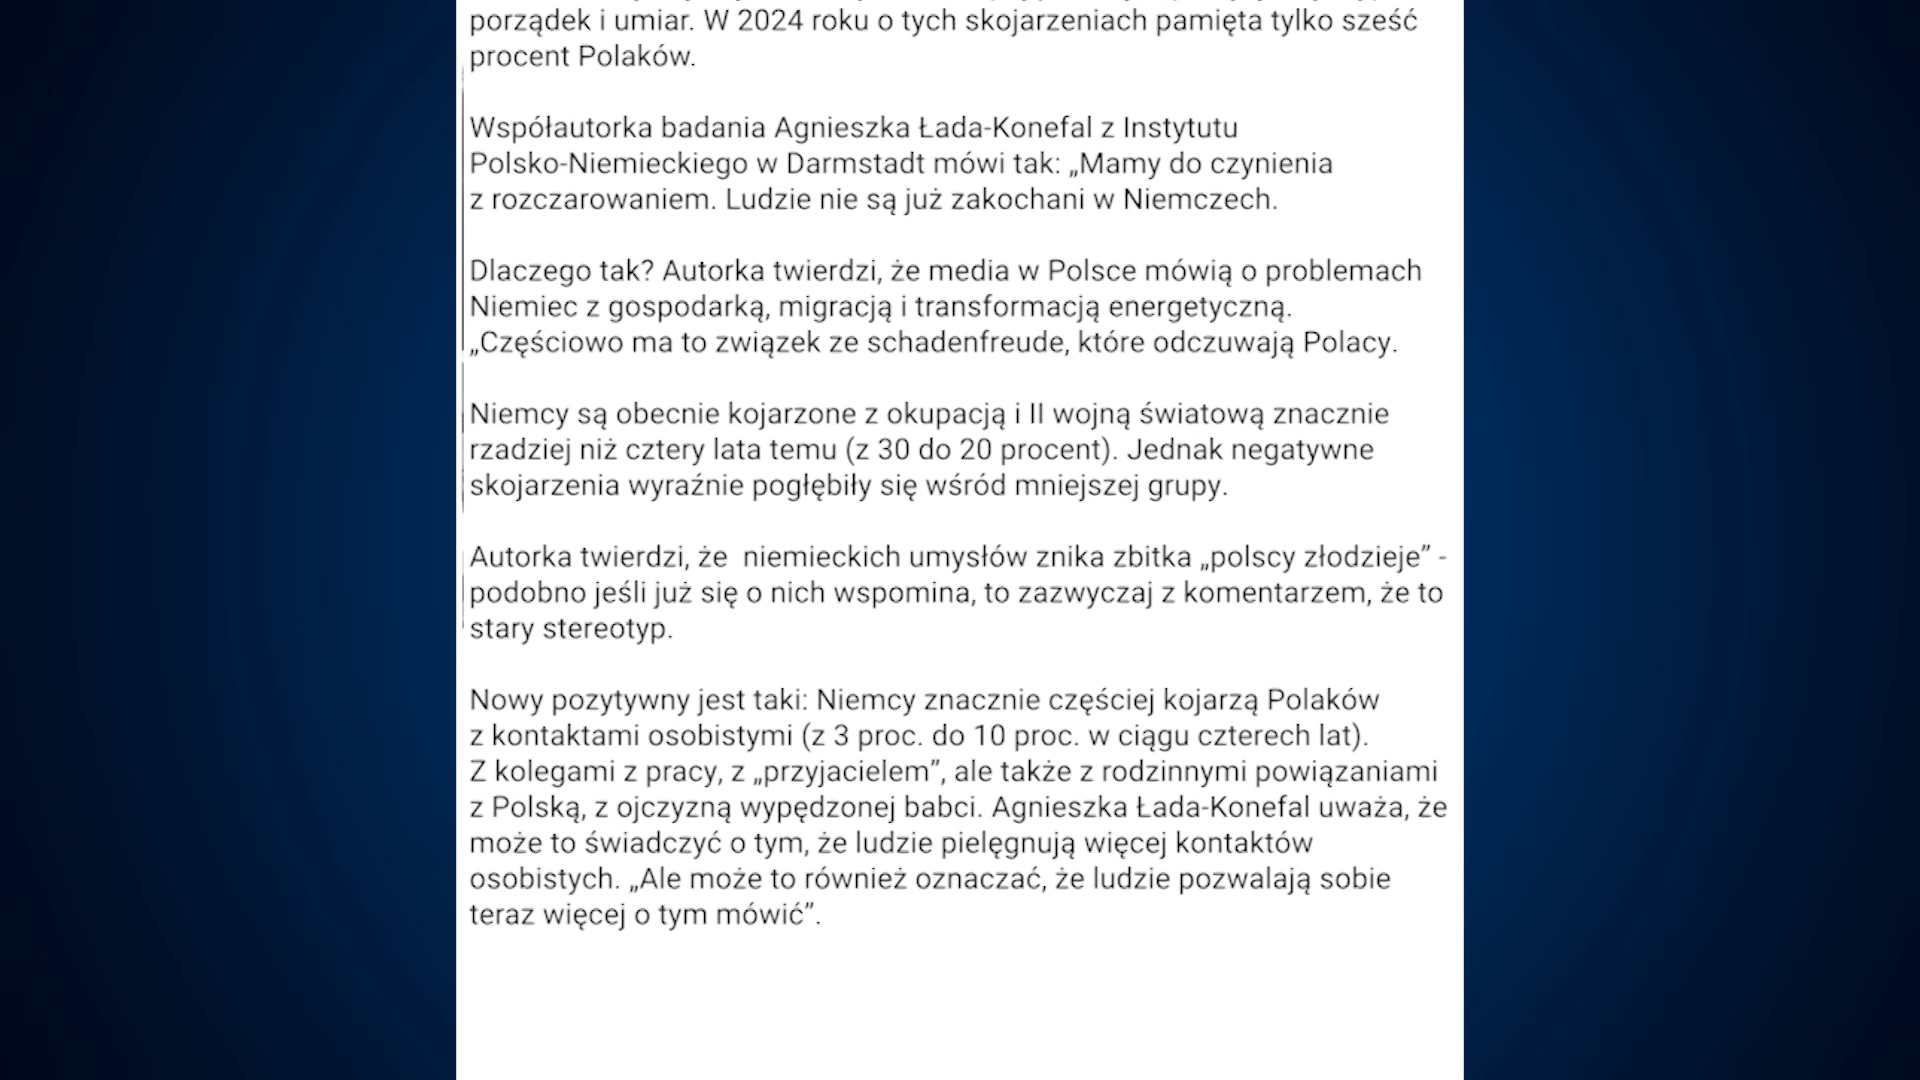 porządek i umiar. W 2024 roku o tych skojarzeniach pamięta tylko sześć
procent Polaków.
Współautorka badania Agnieszka Łada-Konefal z Instytutu
Polsko-Niemieckiego w Darmstadt mówi tak: „Mamy do czynienia
z rozczarowaniem. Ludzie nie są już zakochani w Niemczech.
Dlaczego tak? Autorka twierdzi, że media w Polsce mówią o problemach
Niemiec z gospodarką, migracją i transformacją energetyczną.
„Częściowo ma to związek ze schadenfreude, które odczuwają Polacy.
Niemcy są obecnie kojarzone z okupacją i II wojną światową znacznie
rzadziej niż cztery lata temu (z 30 do 20 procent). Jednak negatywne
skojarzenia wyraźnie pogłębiły się wśród mniejszej grupy.
Autorka twierdzi, że  niemieckich umysłów znika zbitka „polscy złodzieje” -
podobno jeśli już się o nich wspomina, to zazwyczaj z komentarzem, że to
stary stereotyp.
Nowy pozytywny jest taki: Niemcy znacznie częściej kojarzą Polaków
z kontaktami osobistymi (z 3 proc. do 10 proc. w ciągu czterech lat).
Z kolegami z pracy, z „przyjacielem”, ale także z rodzinnymi powiązaniami
z Polską, z ojczyzną wypędzonej babci. Agnieszka Łada-Konefal uważa, że
może to świadczyć o tym, że ludzie pielęgnują więcej kontaktów
osobistych. „Ale może to również oznaczać, że ludzie pozwalają sobie
teraz więcej o tym mówić”.